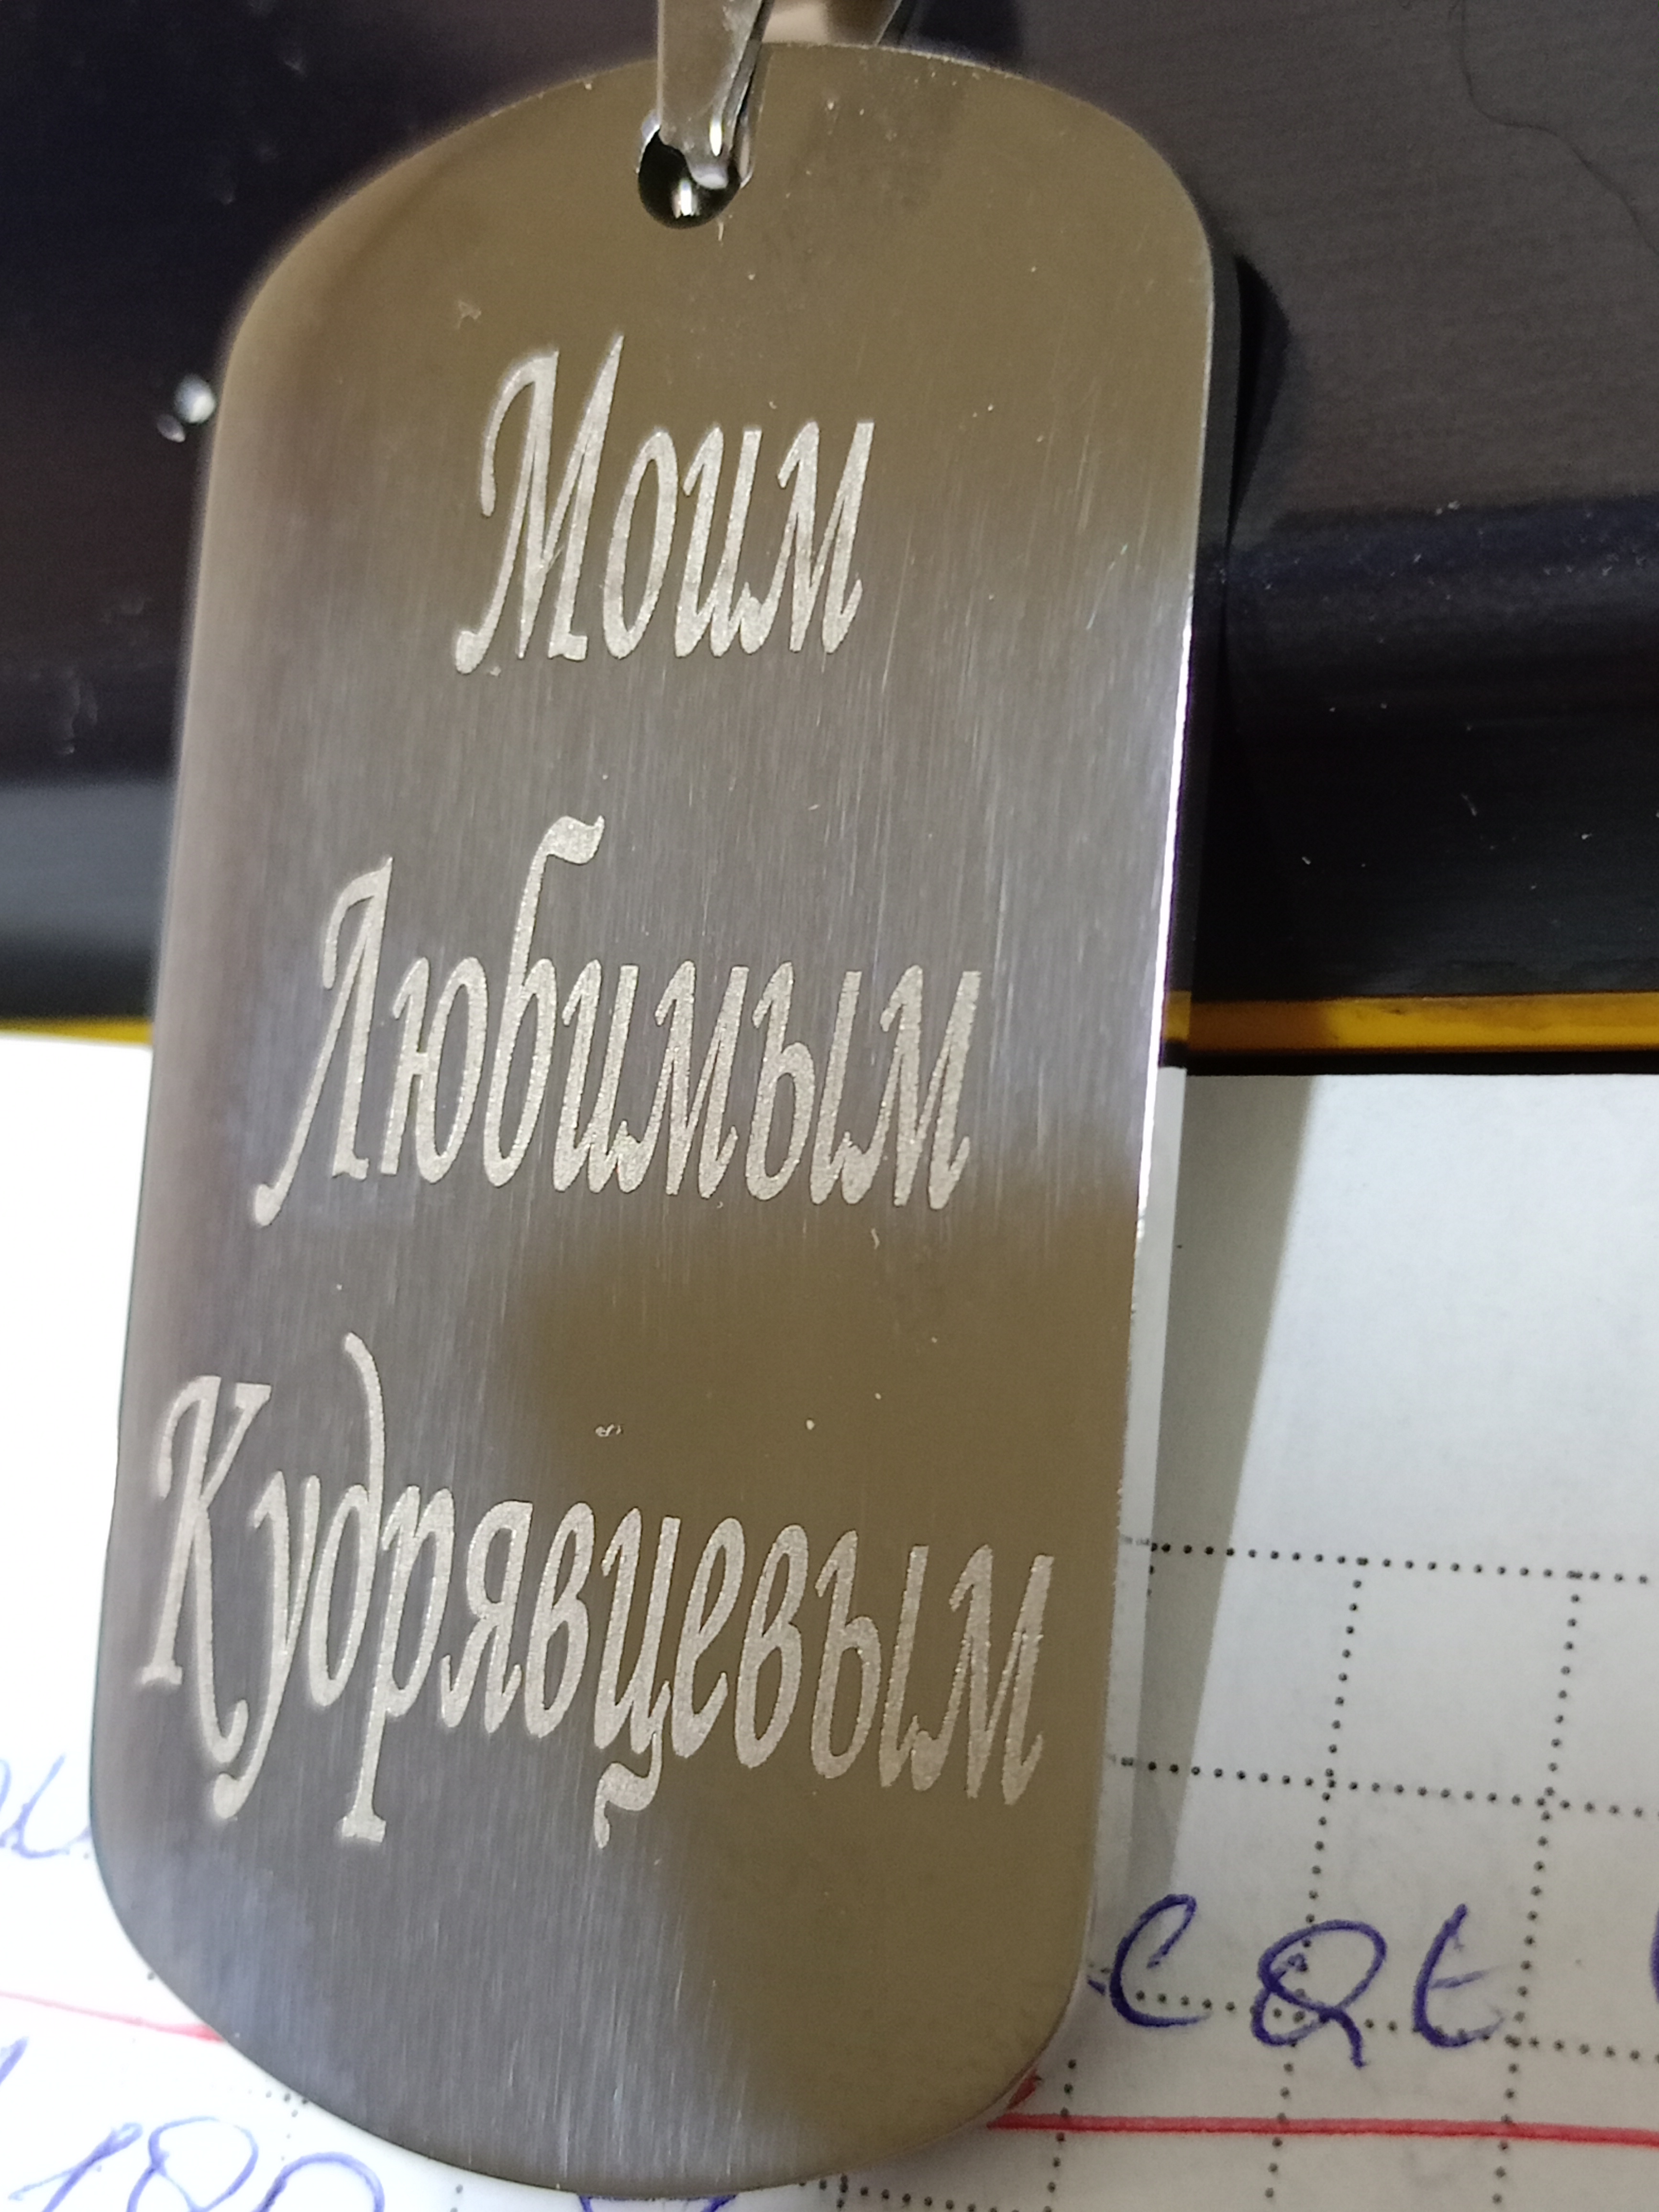 Моим
Любимым
Кудрявцевым